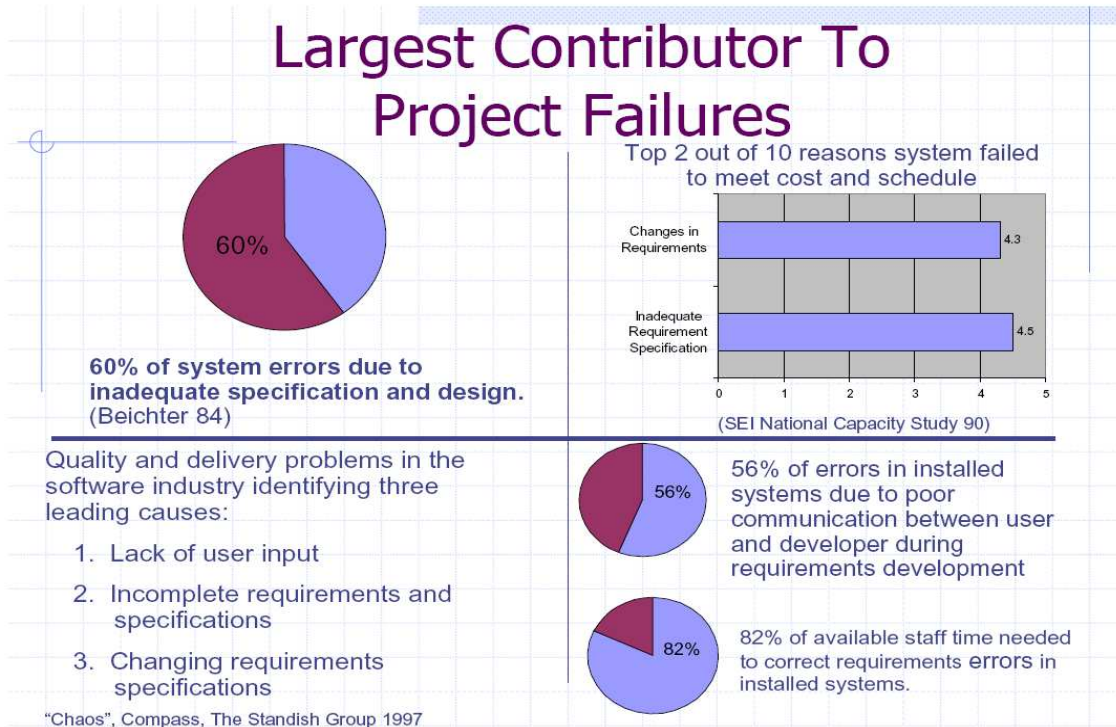 Largest Contributor To
Project Failures
60%
60% of system errors due to
inadequate specification and design.
(Beichter 84)
Top 2 out of 10 reasons system failed
to meet cost and schedule
Changes in
Requirements
4.3
Inadequate
Requirement
Specification
4.5
0 1 2 3 4 5
(SEI National Capacity Study 90)
Quality and delivery problems in the
software industry identifying three
leading causes:
1. Lack of user input
2. Incomplete requirements and
specifications
3. Changing requirements
specifications
"Chaos", Compass, The Standish Group 1997
56%
56% of errors in installed
systems due to poor
communication between user
and developer during
requirements development
82%
82% of available staff time needed
to correct requirements errors in
installed systems.